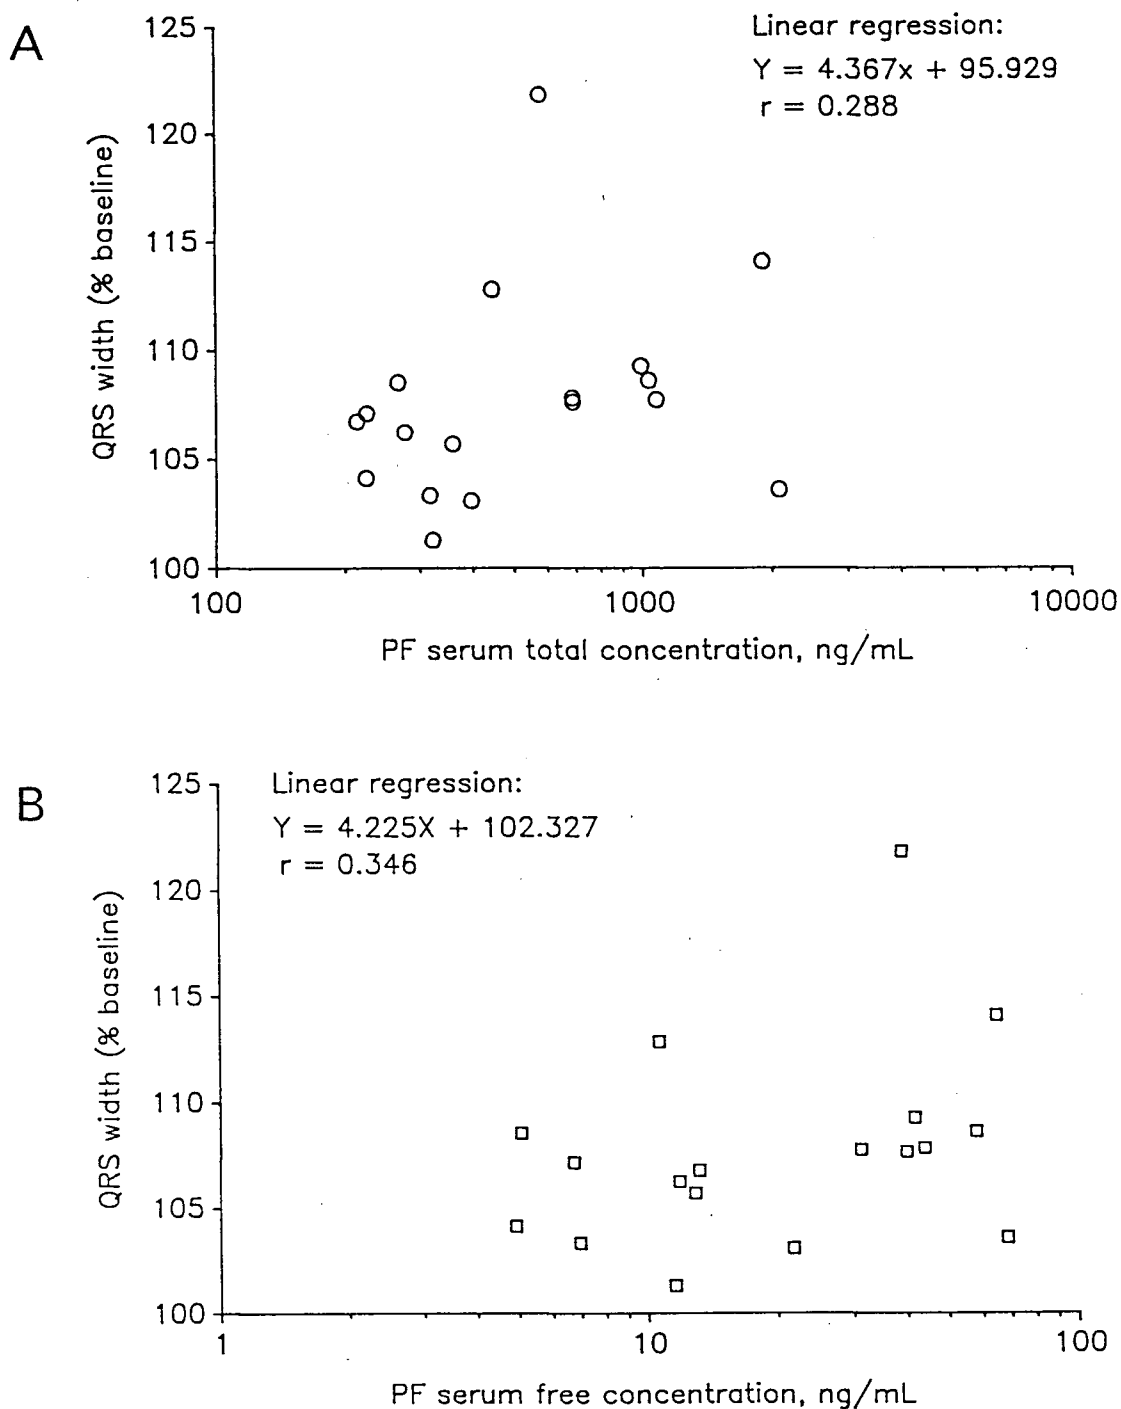 A
125
120
115
110
105
100
QRS width (% baseline)
Linear regression:
Y = 4.367x + 95.929
r = 0.288
100
1000
10000
PF serum total concentration, ng/mL
B
125
120
115
110
105
100
QRS width (% baseline)
Linear regression:
Y = 4.225X + 102.327
r = 0.346
1
10
100
PF serum free concentration, ng/mL